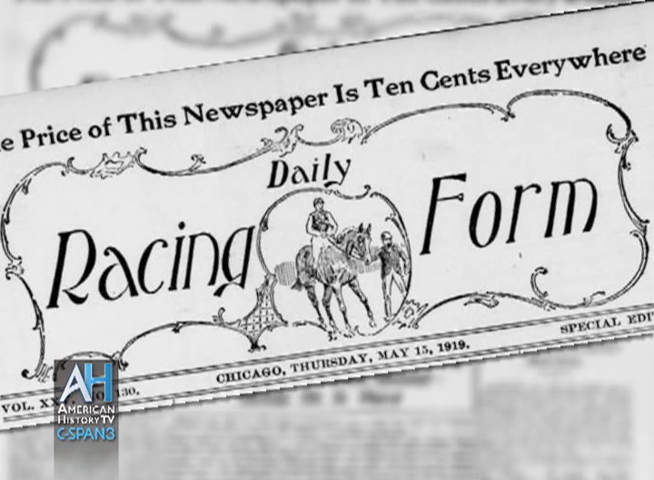 e Price of This Newspaper Is Ten Cents Everywhere
Daily
Racing Form
CHICAGO, THURSDAY, MAY 15, 1919.
SPECIAL EDI
VOL. XX
130.
AH
AMERICAN
HISTORY TV
C-SPAN3